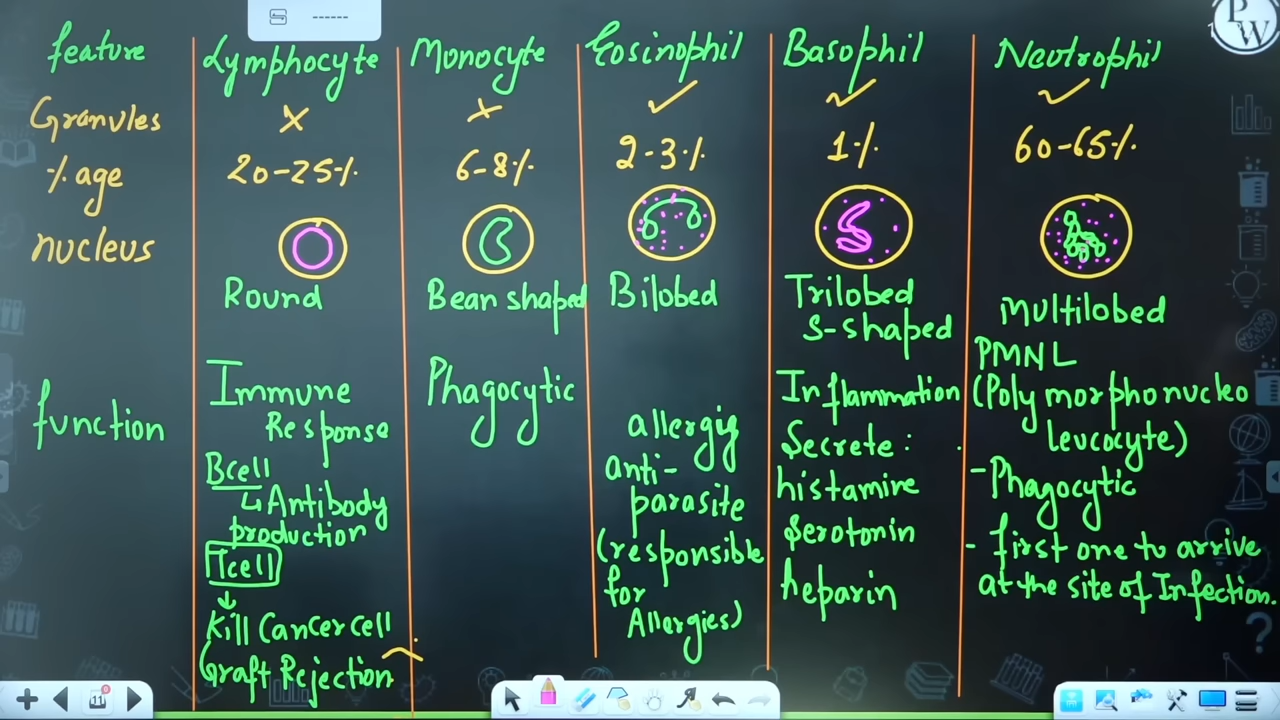 PW
feature Lymphocyte Monocyte Eosinophil Basophil Neutrophil
Granules × × ✓ ✓ ✓
%age 20-25% 6-8% 2-3% 1% 60-65%
nucleus
Round Bean shaped Bilobed Trilobed
S-shaped
Multilobed
function
Immune
Response
Bcell
↳ Antibody
production
Tcell
↓
Kill Cancer cell
Graft Rejection
Phagocytic
allergig
anti-
parasite
(responsible
for
Allergies)
Inflammation
Secrete:
histamire
Serotonin
heparin
PMNL
(Polymorphonucleo
leucocyte)
- Phagocytic
- first one to arrive
at the site of Infection.
11